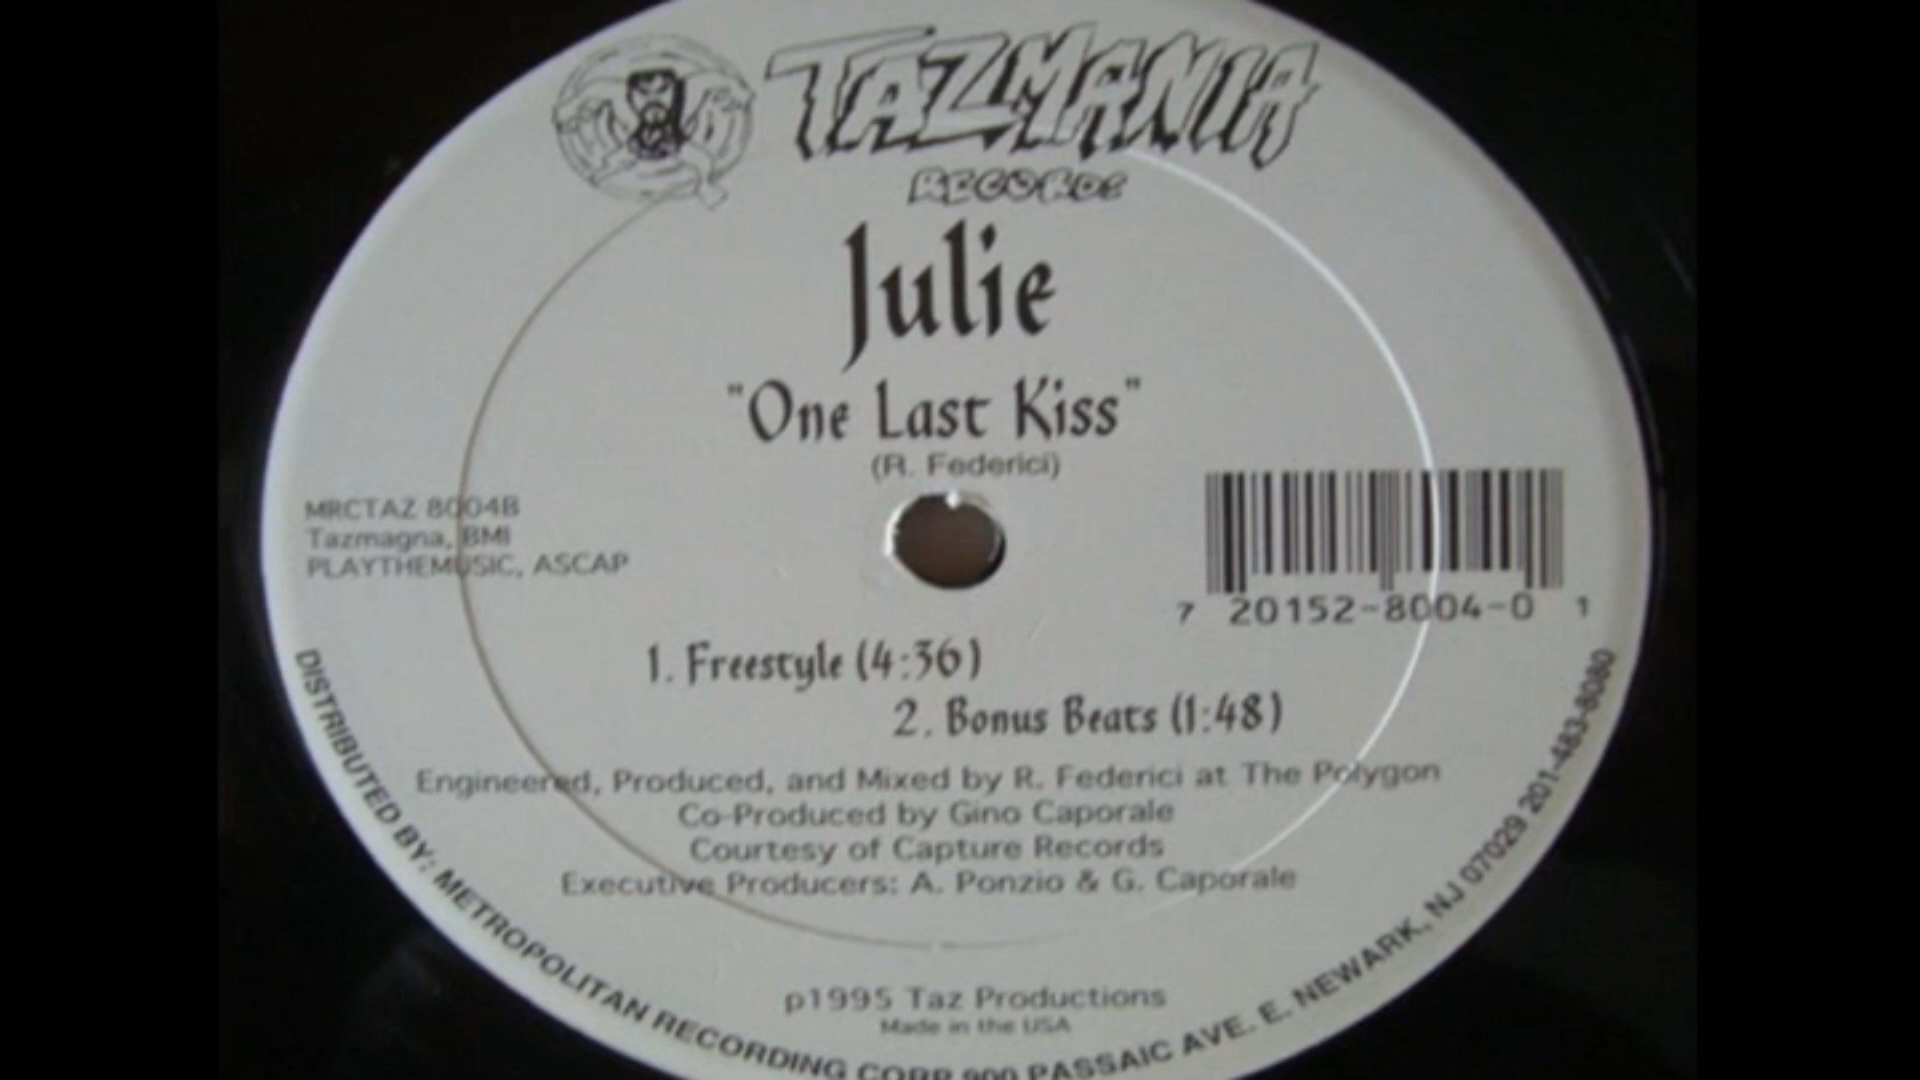 TAZMANIA
RECORDS
Julie
"One Last Kiss"
(R. Federici)
MRCTAZ 8004B
Tazmagna, BMI
PLAYTHEMUSIC, ASCAP
7 20152-8004-0 1
1. Freestyle (4:36)
2. Bonus Beats (1:48)
Engineered, Produced, and Mixed by R. Federici at The Polygon
Co-Produced by Gino Caporale
Courtesy of Capture Records
Executive Producers: A. Ponzio & G. Caporale
p1995 Taz Productions
Made in the USA
DISTRIBUTED BY: METROPOLITAN RECORDING CORP 900 PASSAIC AVE. E. NEWARK, NJ 07029 201-483-8080